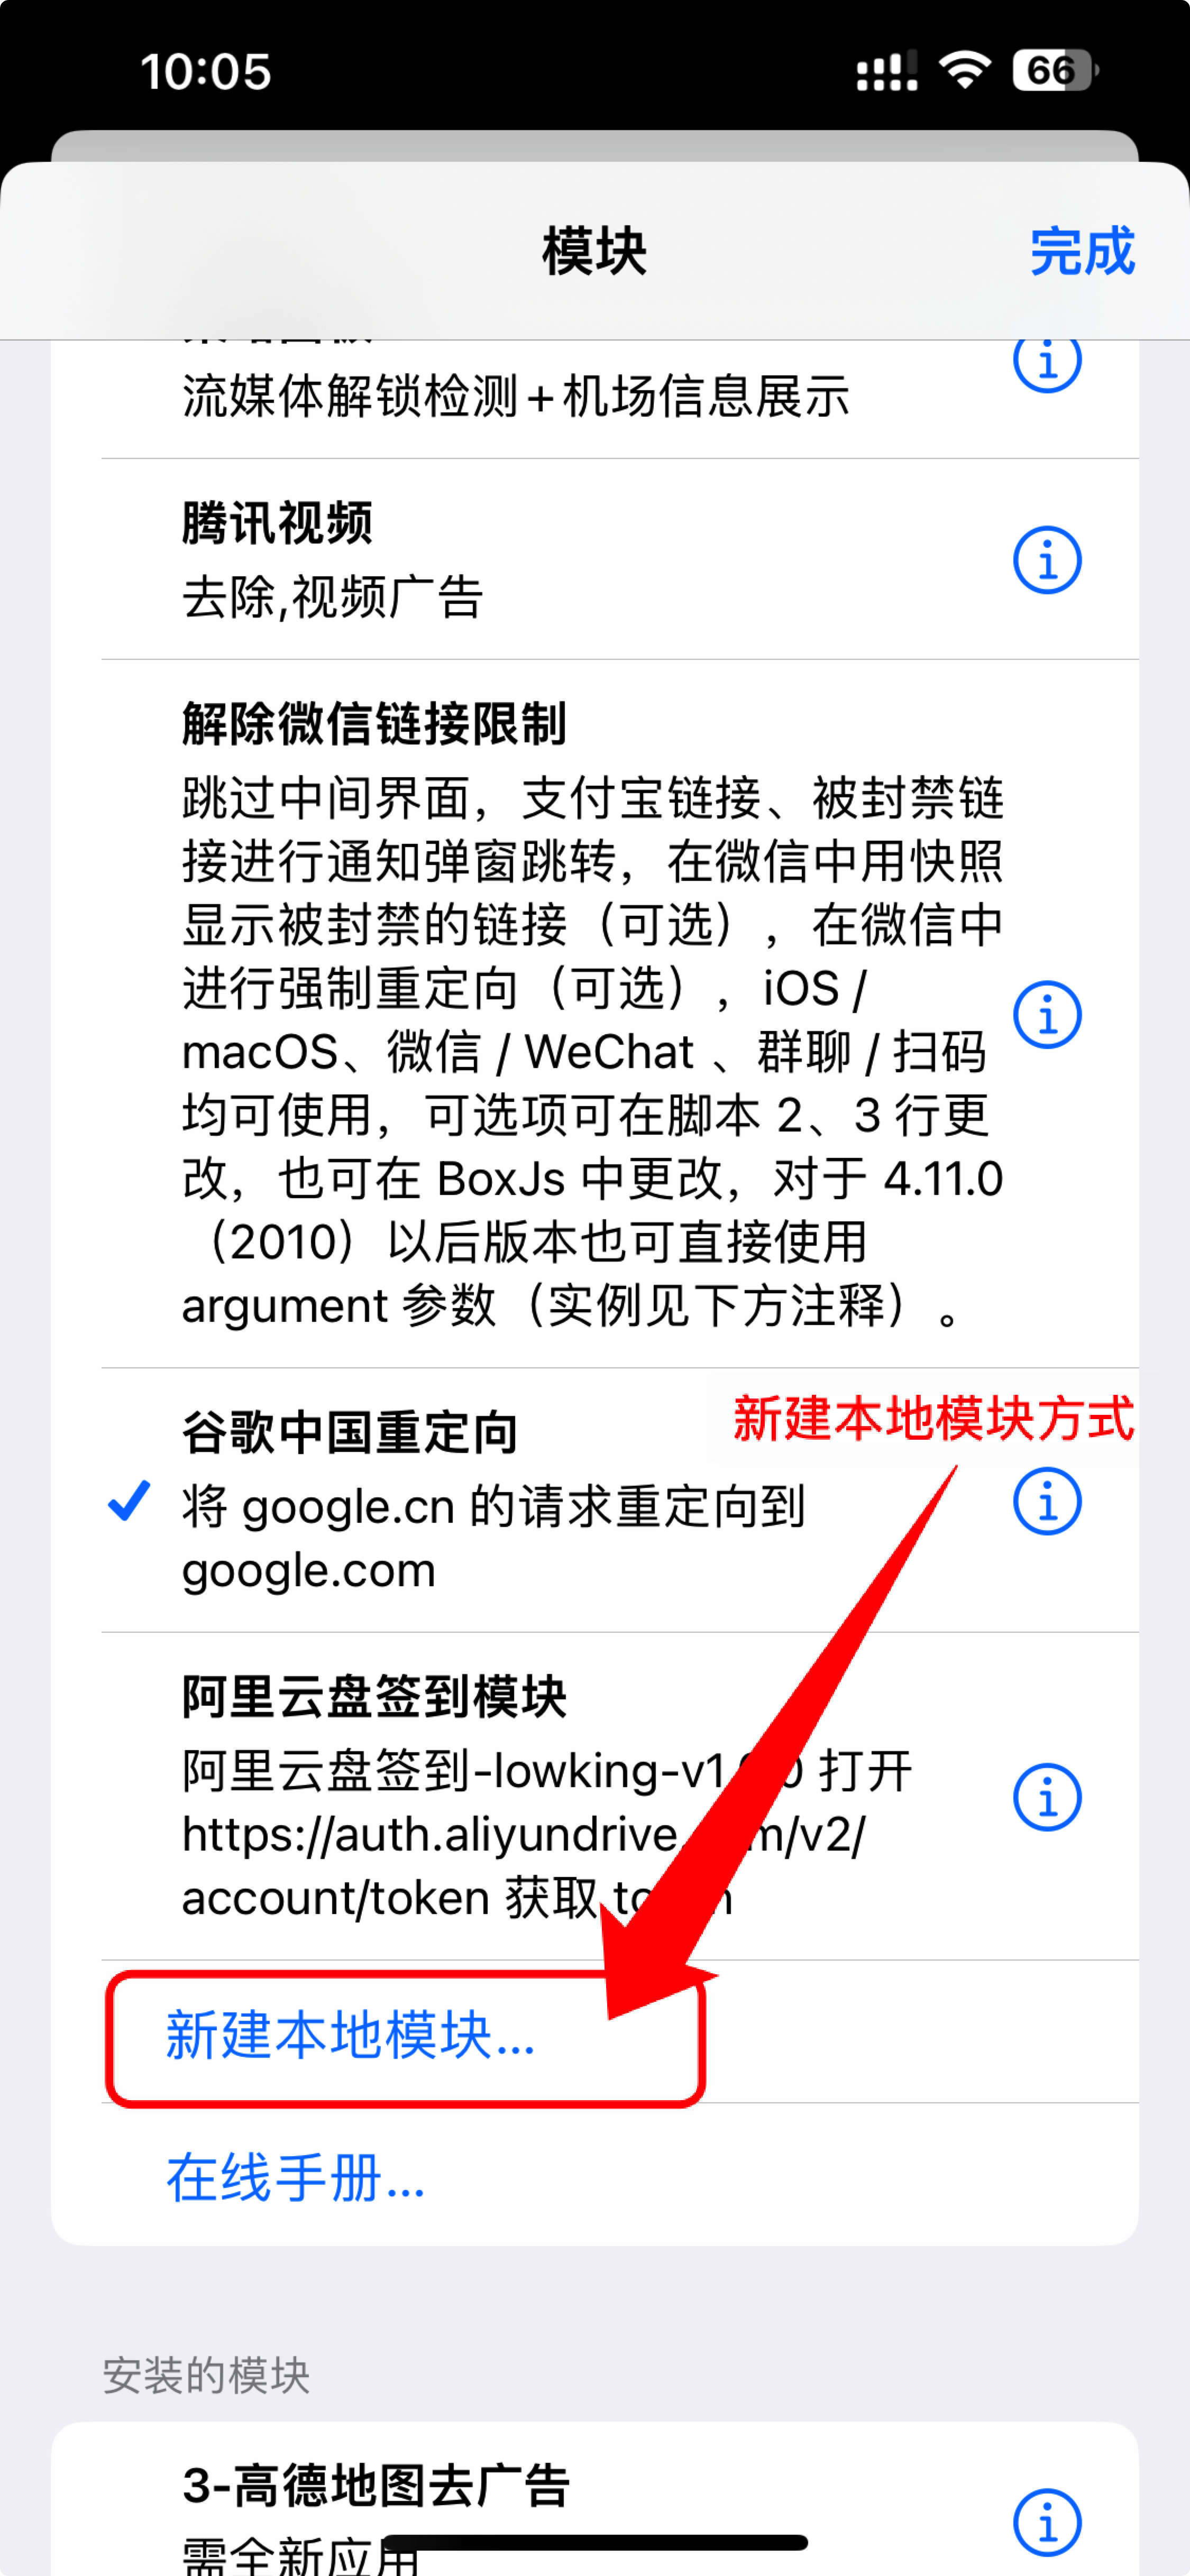 10:05
66
模块
完成
流媒体解锁检测+机场信息展示
腾讯视频
去除,视频广告
解除微信链接限制
跳过中间界面，支付宝链接、被封禁链
接进行通知弹窗跳转，在微信中用快照
显示被封禁的链接（可选），在微信中
进行强制重定向（可选），iOS /
macOS、微信 / WeChat 、群聊 / 扫码
均可使用，可选项可在脚本 2、3 行更
改，也可在 BoxJs 中更改，对于 4.11.0
（2010）以后版本也可直接使用
argument 参数（实例见下方注释）。
新建本地模块方式
谷歌中国重定向
将 google.cn 的请求重定向到
google.com
阿里云盘签到模块
阿里云盘签到-lowking-v1 打开
https://auth.aliyundrive. m/v2/
account/token 获取
新建本地模块...
在线手册...
安装的模块
3-高德地图去广告
需全新应用